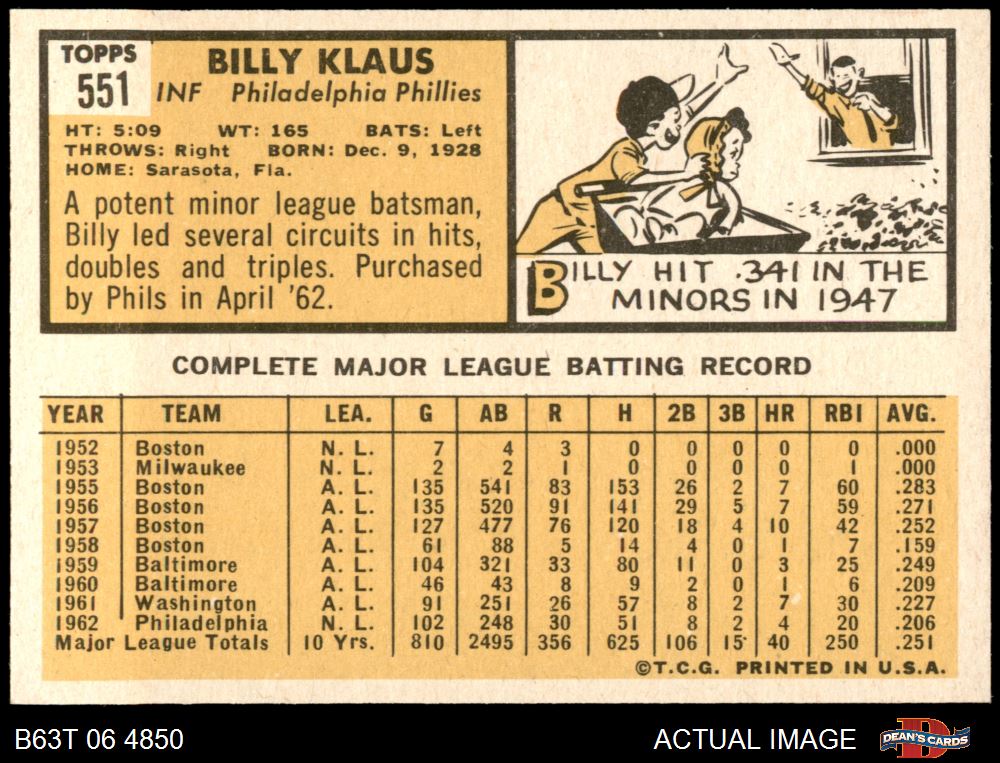 TOPPS
551
BILLY KLAUS
INF Philadelphia Phillies
HT: 5:09 WT: 165 BATS: Left
THROWS: Right BORN: Dec. 9, 1928
HOME: Sarasota, Fla.
A potent minor league batsman,
Billy led several circuits in hits,
doubles and triples. Purchased
by Phils in April '62.
BILLY HIT .341 IN THE
MINORS IN 1947
COMPLETE MAJOR LEAGUE BATTING RECORD
YEAR TEAM LEA. G AB R H 2B 3B HR RBI AVG.
1952 Boston N. L. 7 4 3 0 0 0 0 0 .000
1953 Milwaukee N. L. 2 2 1 0 0 0 0 1 .000
1955 Boston A. L. 135 541 83 153 26 2 7 60 .283
1956 Boston A. L. 135 520 91 141 29 5 7 59 .271
1957 Boston A. L. 127 477 76 120 18 4 10 42 .252
1958 Boston A. L. 61 88 5 14 4 0 1 7 .159
1959 Baltimore A. L. 104 321 33 80 11 0 3 25 .249
1960 Baltimore A. L. 46 43 8 9 2 0 1 6 .209
1961 Washington A. L. 91 251 26 57 8 2 7 30 .227
1962 Philadelphia N. L. 102 248 30 51 8 2 4 20 .206
Major League Totals 10 Yrs. 810 2495 356 625 106 15 40 250 .251
©T.C.G. PRINTED IN U.S.A.
B63T 06 4850
ACTUAL IMAGE
D
DEAN'S CARDS